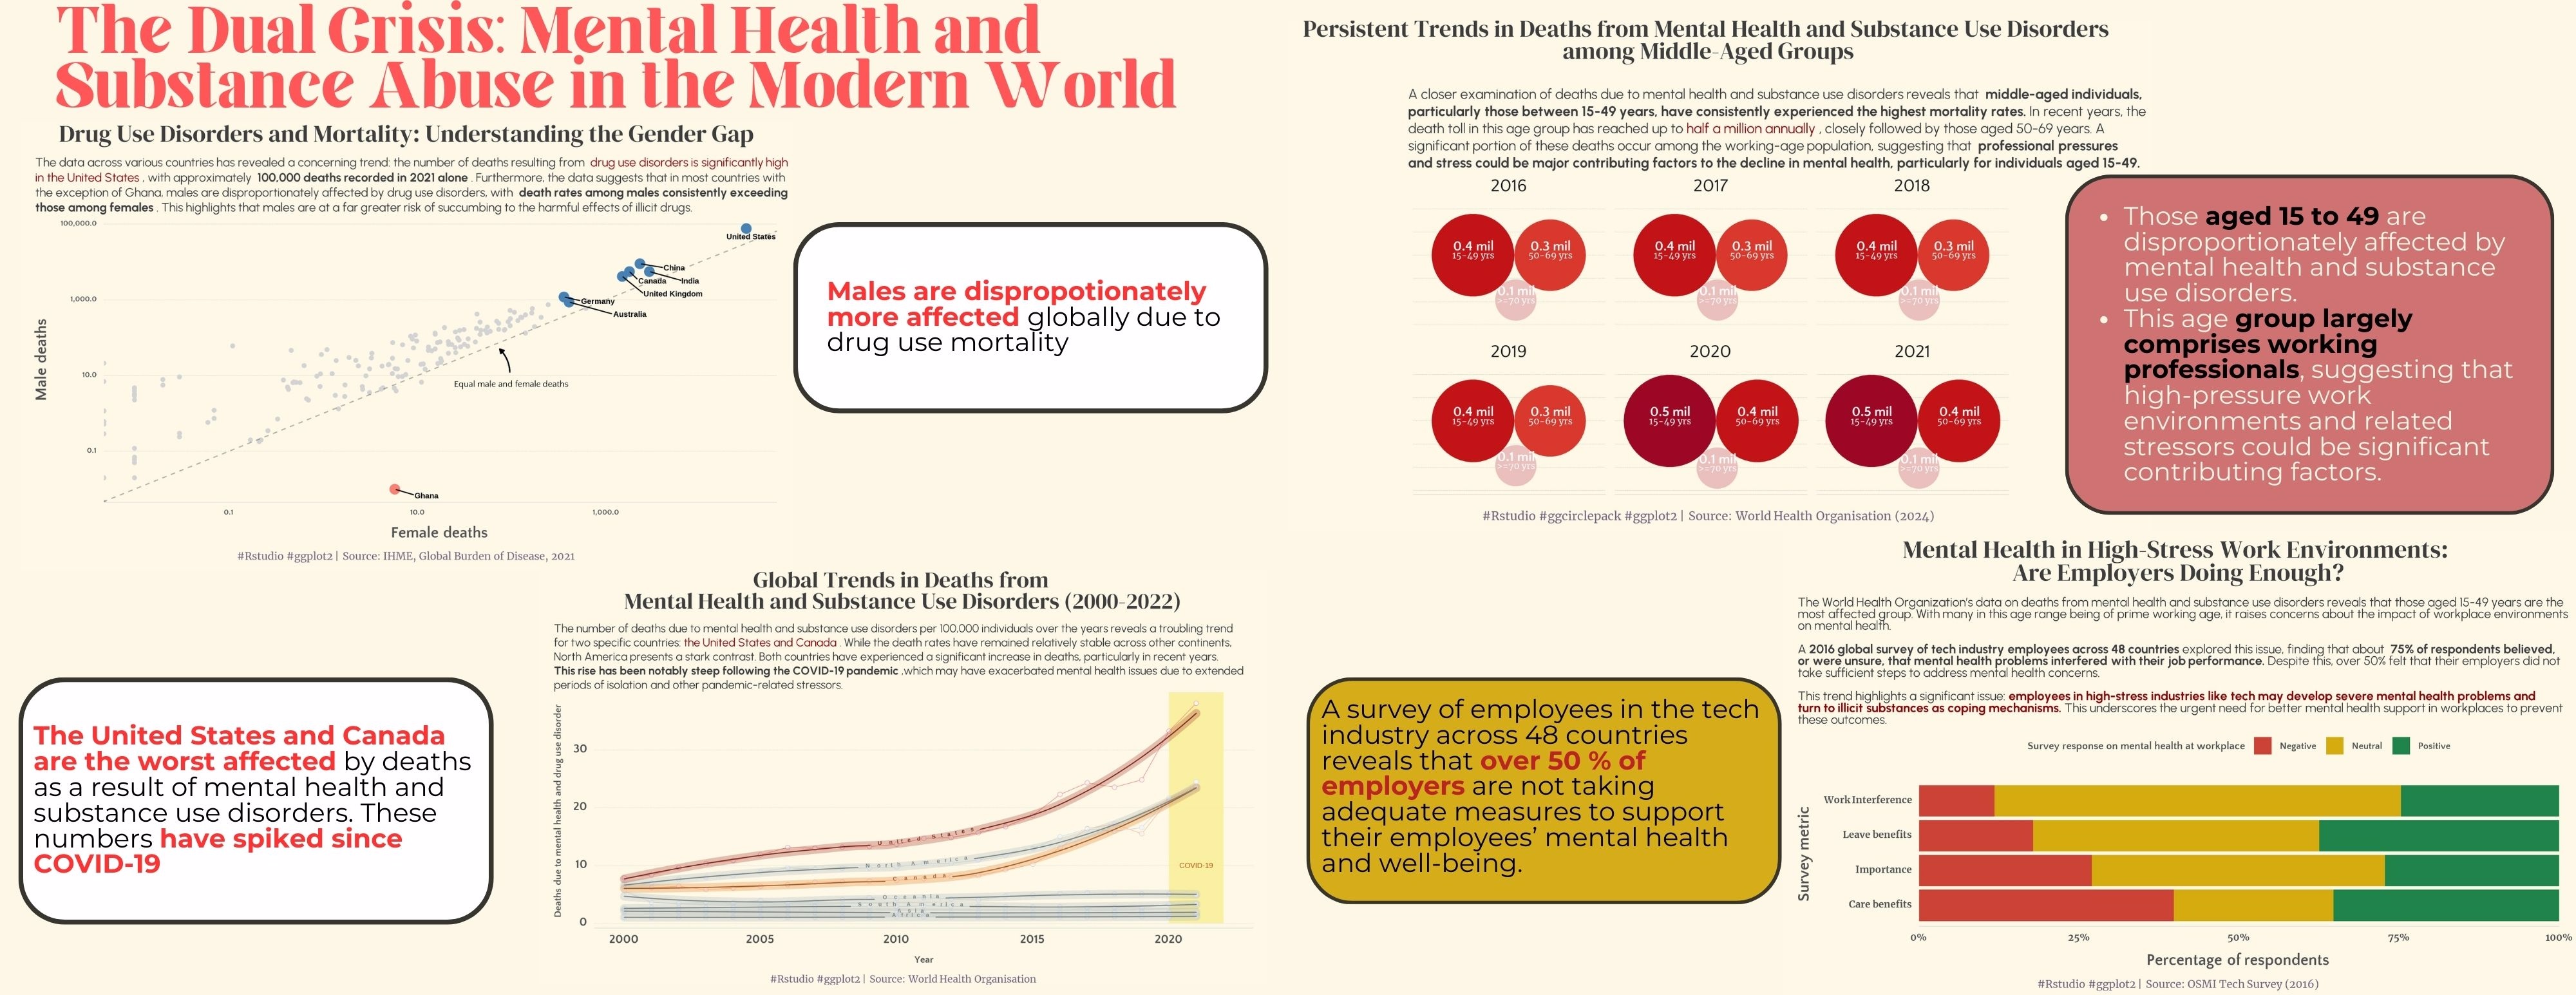 The Dual Crisis: Mental Health and
Substance Abuse in the Modern World
Drug Use Disorders and Mortality: Understanding the Gender Gap
The data across various countries has revealed a concerning trend: the number of deaths resulting from drug use disorders is significantly high
in the United States , with approximately 100,000 deaths recorded in 2021 alone . Furthermore, the data suggests that in most countries with
the exception of Ghana, males are disproportionately affected by drug use disorders, with death rates among males consistently exceeding
those among females . This highlights that males are at a far greater risk of succumbing to the harmful effects of illicit drugs.
100,000.0
1,000.0
10.0
0.1
Male deaths
United States
China
Canada
India
United Kingdom
Germany
Australia
Equal male and female deaths
Ghana
0.1
10.0
1,000.0
Female deaths
#Rstudio #ggplot2 | Source: IHME, Global Burden of Disease, 2021
Males are dispropotionately
more affected globally due to
drug use mortality
Persistent Trends in Deaths from Mental Health and Substance Use Disorders
among Middle-Aged Groups
A closer examination of deaths due to mental health and substance use disorders reveals that middle-aged individuals,
particularly those between 15-49 years, have consistently experienced the highest mortality rates. In recent years, the
death toll in this age group has reached up to half a million annually , closely followed by those aged 50-69 years. A
significant portion of these deaths occur among the working-age population, suggesting that professional pressures
and stress could be major contributing factors to the decline in mental health, particularly for individuals aged 15-49.
2016
2017
2018
0.4 mil
15-49 yrs
0.3 mil
50-69 yrs
0.1 mil
>=70 yrs
0.4 mil
15-49 yrs
0.3 mil
50-69 yrs
0.1 mil
>=70 yrs
0.4 mil
15-49 yrs
0.3 mil
50-69 yrs
0.1 mil
>=70 yrs
2019
2020
2021
0.4 mil
15-49 yrs
0.3 mil
50-69 yrs
0.1 mil
>=70 yrs
0.5 mil
15-49 yrs
0.4 mil
50-69 yrs
0.1 mil
>=70 yrs
0.5 mil
15-49 yrs
0.4 mil
50-69 yrs
0.1 mil
>=70 yrs
#Rstudio #ggcirclepack #ggplot2 | Source: World Health Organisation (2024)
• Those aged 15 to 49 are
disproportionately affected by
mental health and substance
use disorders.
• This age group largely
comprises working
professionals, suggesting that
high-pressure work
environments and related
stressors could be significant
contributing factors.
Global Trends in Deaths from
Mental Health and Substance Use Disorders (2000-2022)
The number of deaths due to mental health and substance use disorders per 100,000 individuals over the years reveals a troubling trend
for two specific countries: the United States and Canada . While the death rates have remained relatively stable across other continents,
North America presents a stark contrast. Both countries have experienced a significant increase in deaths, particularly in recent years.
This rise has been notably steep following the COVID-19 pandemic ,which may have exacerbated mental health issues due to extended
periods of isolation and other pandemic-related stressors.
Deaths due to mental health and drug use disorder
30
20
10
0
United States
North America
Canada
Oceania
South America
Asia
Africa
COVID-19
2000
2005
2010
2015
2020
Year
#Rstudio #ggplot2 | Source: World Health Organisation
The United States and Canada
are the worst affected by deaths
as a result of mental health and
substance use disorders. These
numbers have spiked since
COVID-19
A survey of employees in the tech
industry across 48 countries
reveals that over 50 % of
employers are not taking
adequate measures to support
their employees’ mental health
and well-being.
Mental Health in High-Stress Work Environments:
Are Employers Doing Enough?
The World Health Organization's data on deaths from mental health and substance use disorders reveals that those aged 15-49 years are the
most affected group. With many in this age range being of prime working age, it raises concerns about the impact of workplace environments
on mental health.
A 2016 global survey of tech industry employees across 48 countries explored this issue, finding that about 75% of respondents believed,
or were unsure, that mental health problems interfered with their job performance. Despite this, over 50% felt that their employers did not
take sufficient steps to address mental health concerns.
This trend highlights a significant issue: employees in high-stress industries like tech may develop severe mental health problems and
turn to illicit substances as coping mechanisms. This underscores the urgent need for better mental health support in workplaces to prevent
these outcomes.
Survey response on mental health at workplace Negative Neutral Positive
Survey metric
Work Interference
Leave benefits
Importance
Care benefits
0%
25%
50%
75%
100%
Percentage of respondents
#Rstudio #ggplot2 | Source: OSMI Tech Survey (2016)